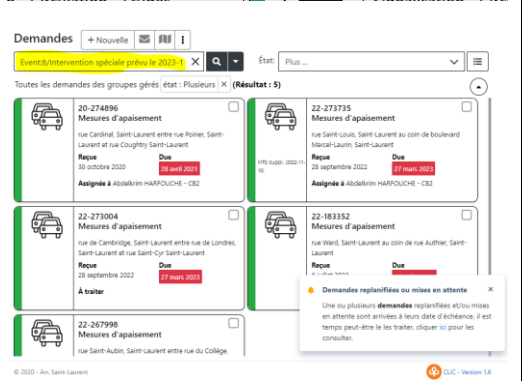 Demandes + Nouvelle
Event:8/Intervention spéciale prévu le 2023-1 État: Plus ...
Toutes les demandes des groupes gérés état : Plusieurs X (Résultat : 5)
20-274896
Mesures d'apaisement
rue Cardinal, Saint-Laurent entre rue Poirier, Saint-
Laurent et rue Coughtry Saint-Laurent
Reçue Due
30 octobre 2020 28 avril 2021
Assignée à Abdelkrim HARFOUCHE - C82
22-273735
Mesures d'apaisement
rue Saint-Louis, Saint-Laurent au coin de boulevard
Marcel-Laurin, Saint-Laurent
Info suppl. (2022-11-
18)
Reçue Due
28 septembre 2022 27 mars 2023
Assignée à Abdelkrim HARFOUCHE - C82
22-273004
Mesures d'apaisement
rue de Cambridge, Saint-Laurent entre rue de Londres,
Saint-Laurent et rue Saint-Cyr Saint-Laurent
Reçue Due
28 septembre 2022 27 mars 2023
À traiter
22-183352
Mesures d'apaisement
rue Ward, Saint-Laurent au coin de rue Authier, Saint-
Laurent
Reçue Due
22-267998
Mesures d'apaisement
rue Saint-Aubin, Saint-Laurent entre rue du Collège,
Demandes replanifiées ou mises en attente
Une ou plusieurs demandes replanifiées et/ou mises
en attente sont arrivées à leurs date d'échéance. il est
temps peut-être le les traiter, cliquer ici pour les
consulter.
© 2020 - Arr. Saint-Laurent
CLIC - Version 1.6